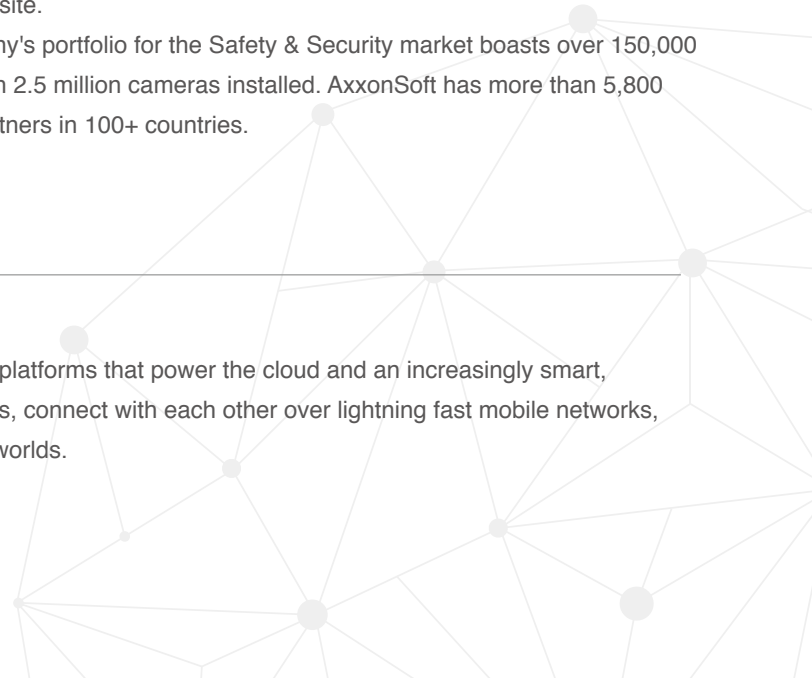 site.
ny's portfolio for the Safety & Security market boasts over 150,000
n 2.5 million cameras installed. AxxonSoft has more than 5,800
tners in 100+ countries.
platforms that power the cloud and an increasingly smart,
s, connect with each other over lightning fast mobile networks,
worlds.